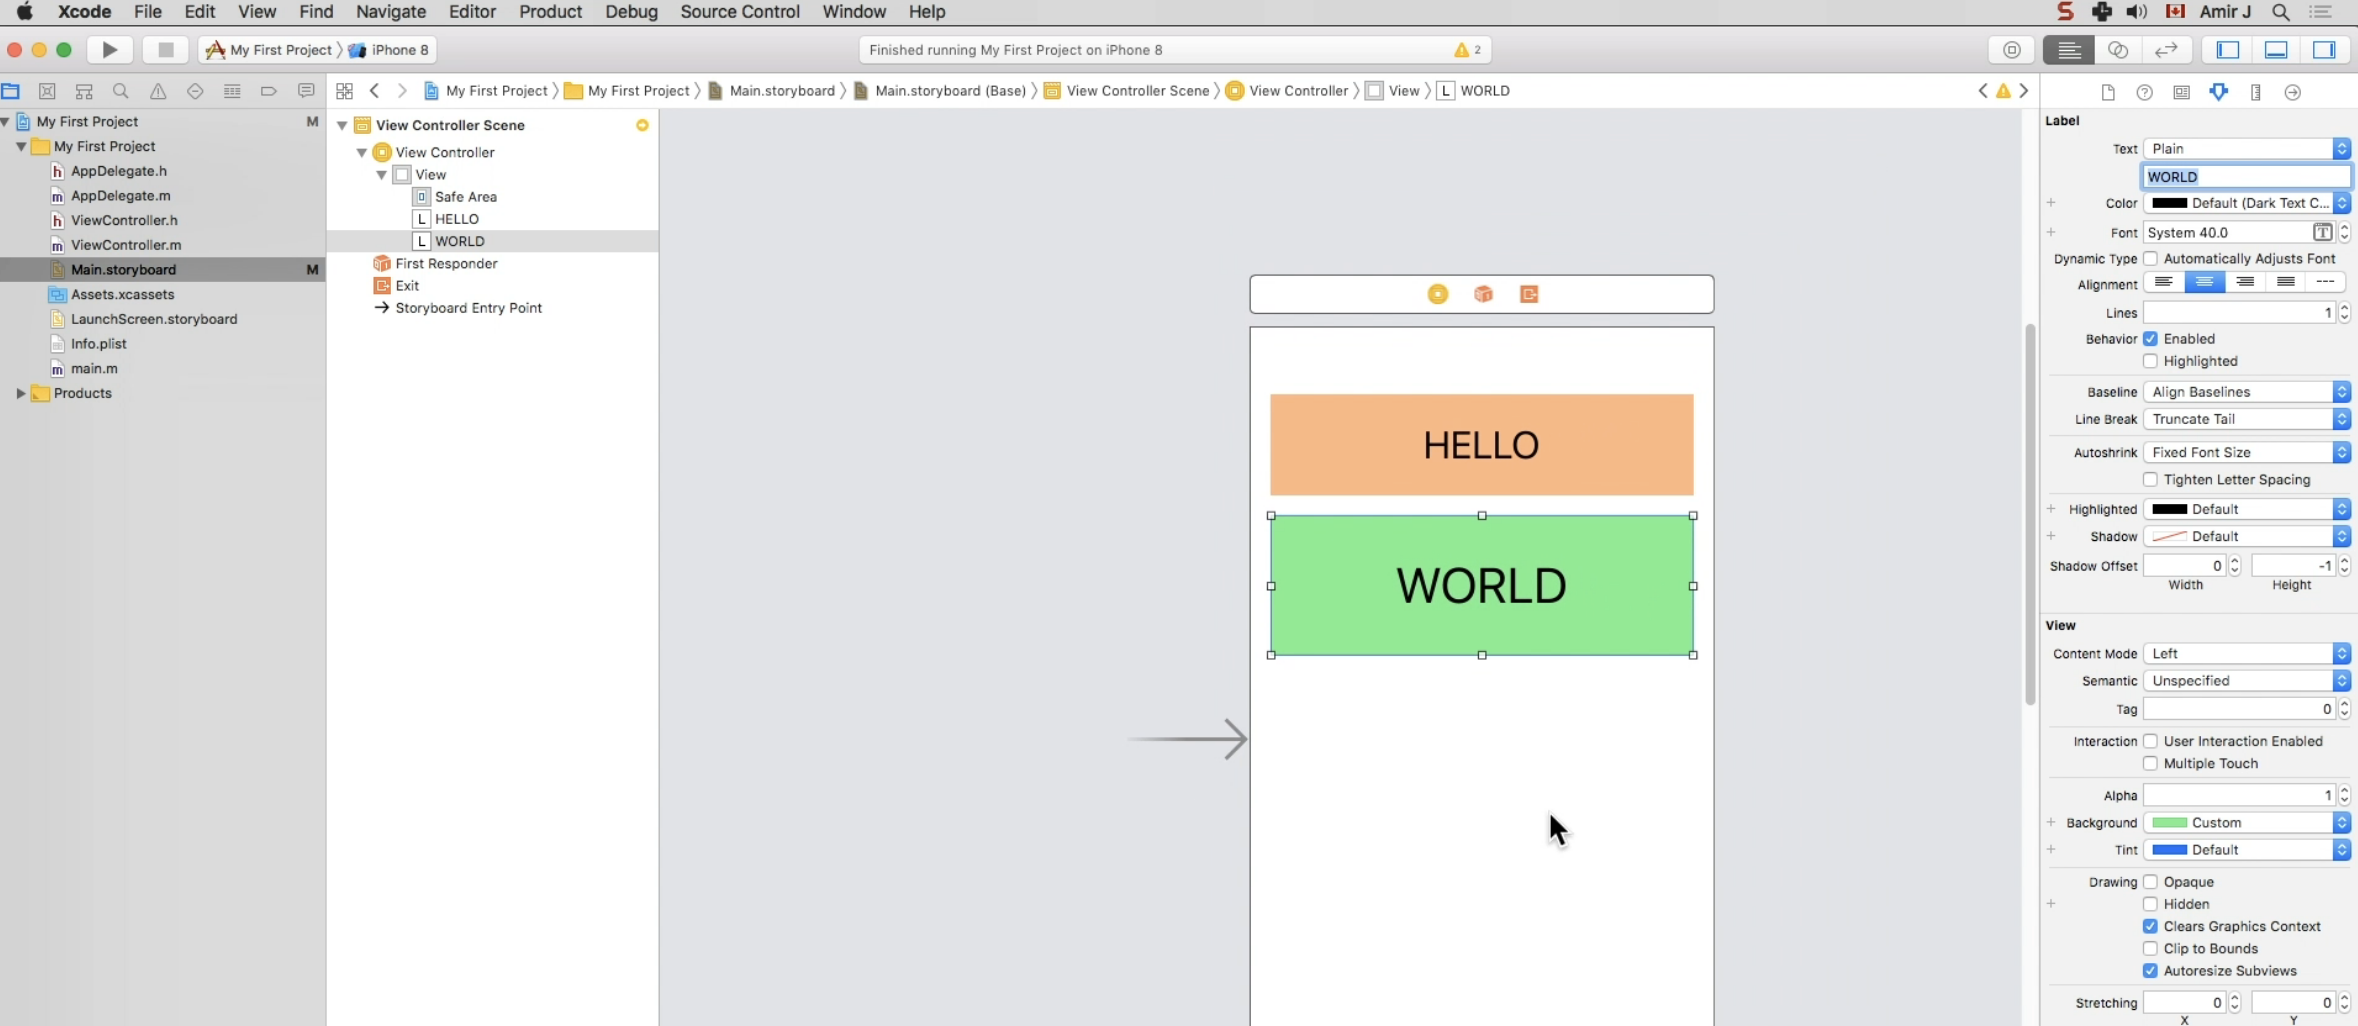 Xcode File Edit View Find Navigate Editor Product Debug Source Control Window Help Amir J
My First Project iPhone 8
Finished running My First Project on iPhone 8 2
My First Project My First Project Main.storyboard Main.storyboard (Base) View Controller Scene View Controller View L WORLD
My First Project M
My First Project
h AppDelegate.h
m AppDelegate.m
h ViewController.h
m ViewController.m
Main.storyboard M
Assets.xcassets
LaunchScreen.storyboard
Info.plist
m main.m
Products
View Controller Scene
View Controller
View
Safe Area
L HELLO
L WORLD
First Responder
Exit
Storyboard Entry Point
HELLO
WORLD
Label
Text Plain
WORLD
Color Default (Dark Text C...
Font System 40.0 T
Dynamic Type Automatically Adjusts Font
Alignment
Lines 1
Behavior Enabled
Highlighted
Baseline Align Baselines
Line Break Truncate Tail
Autoshrink Fixed Font Size
Tighten Letter Spacing
Highlighted Default
Shadow Default
Shadow Offset 0 -1
Width Height
View
Content Mode Left
Semantic Unspecified
Tag 0
Interaction User Interaction Enabled
Multiple Touch
Alpha 1
Background Custom
Tint Default
Drawing Opaque
Hidden
Clears Graphics Context
Clip to Bounds
Autoresize Subviews
Stretching 0 0
X Y